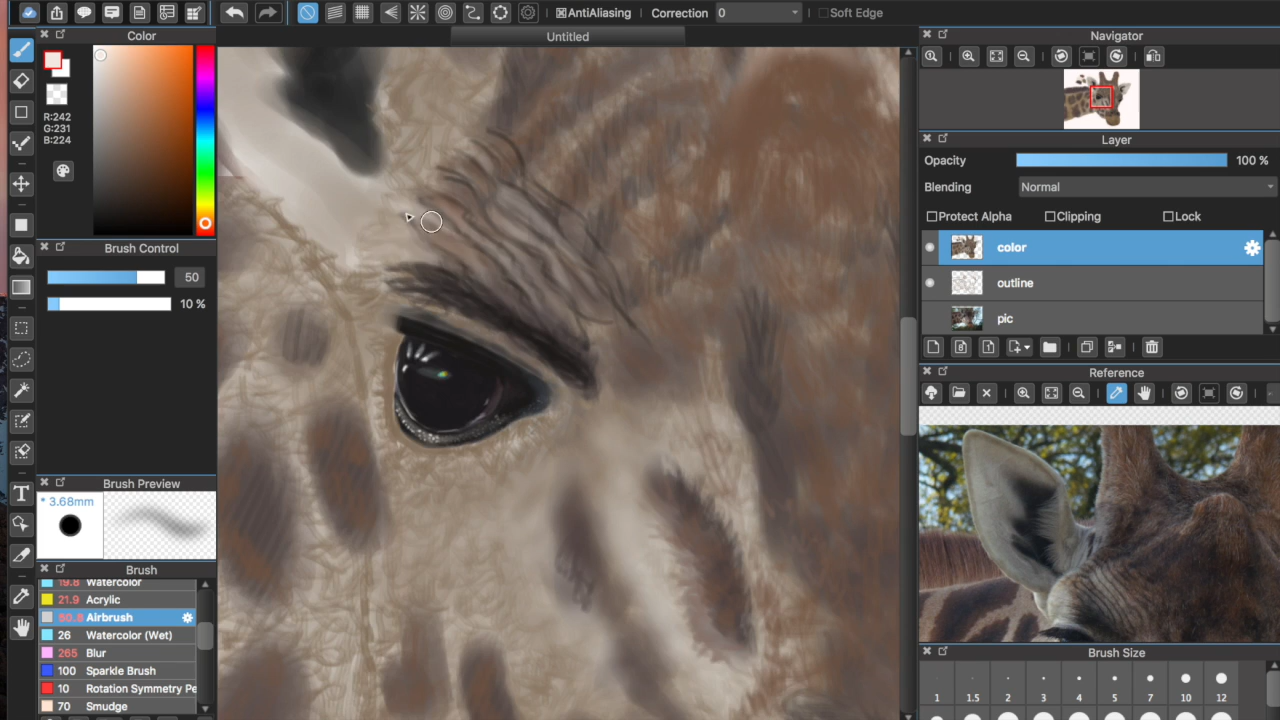 AntiAliasing
Correction 0
Soft Edge
Color
Untitled
Navigator
R:242
G:231
B:224
Layer
Opacity 100 %
Blending Normal
Protect Alpha Clipping Lock
color
outline
pic
Brush Control
50
10 %
Reference
Brush Preview
* 3.68mm
Brush
19.8 Watercolor
21.9 Acrylic
Airbrush
26 Watercolor (Wet)
265 Blur
100 Sparkle Brush
10 Rotation Symmetry Pe
70 Smudge
T
Brush Size
1 1.5 2 3 4 5 7 10 12